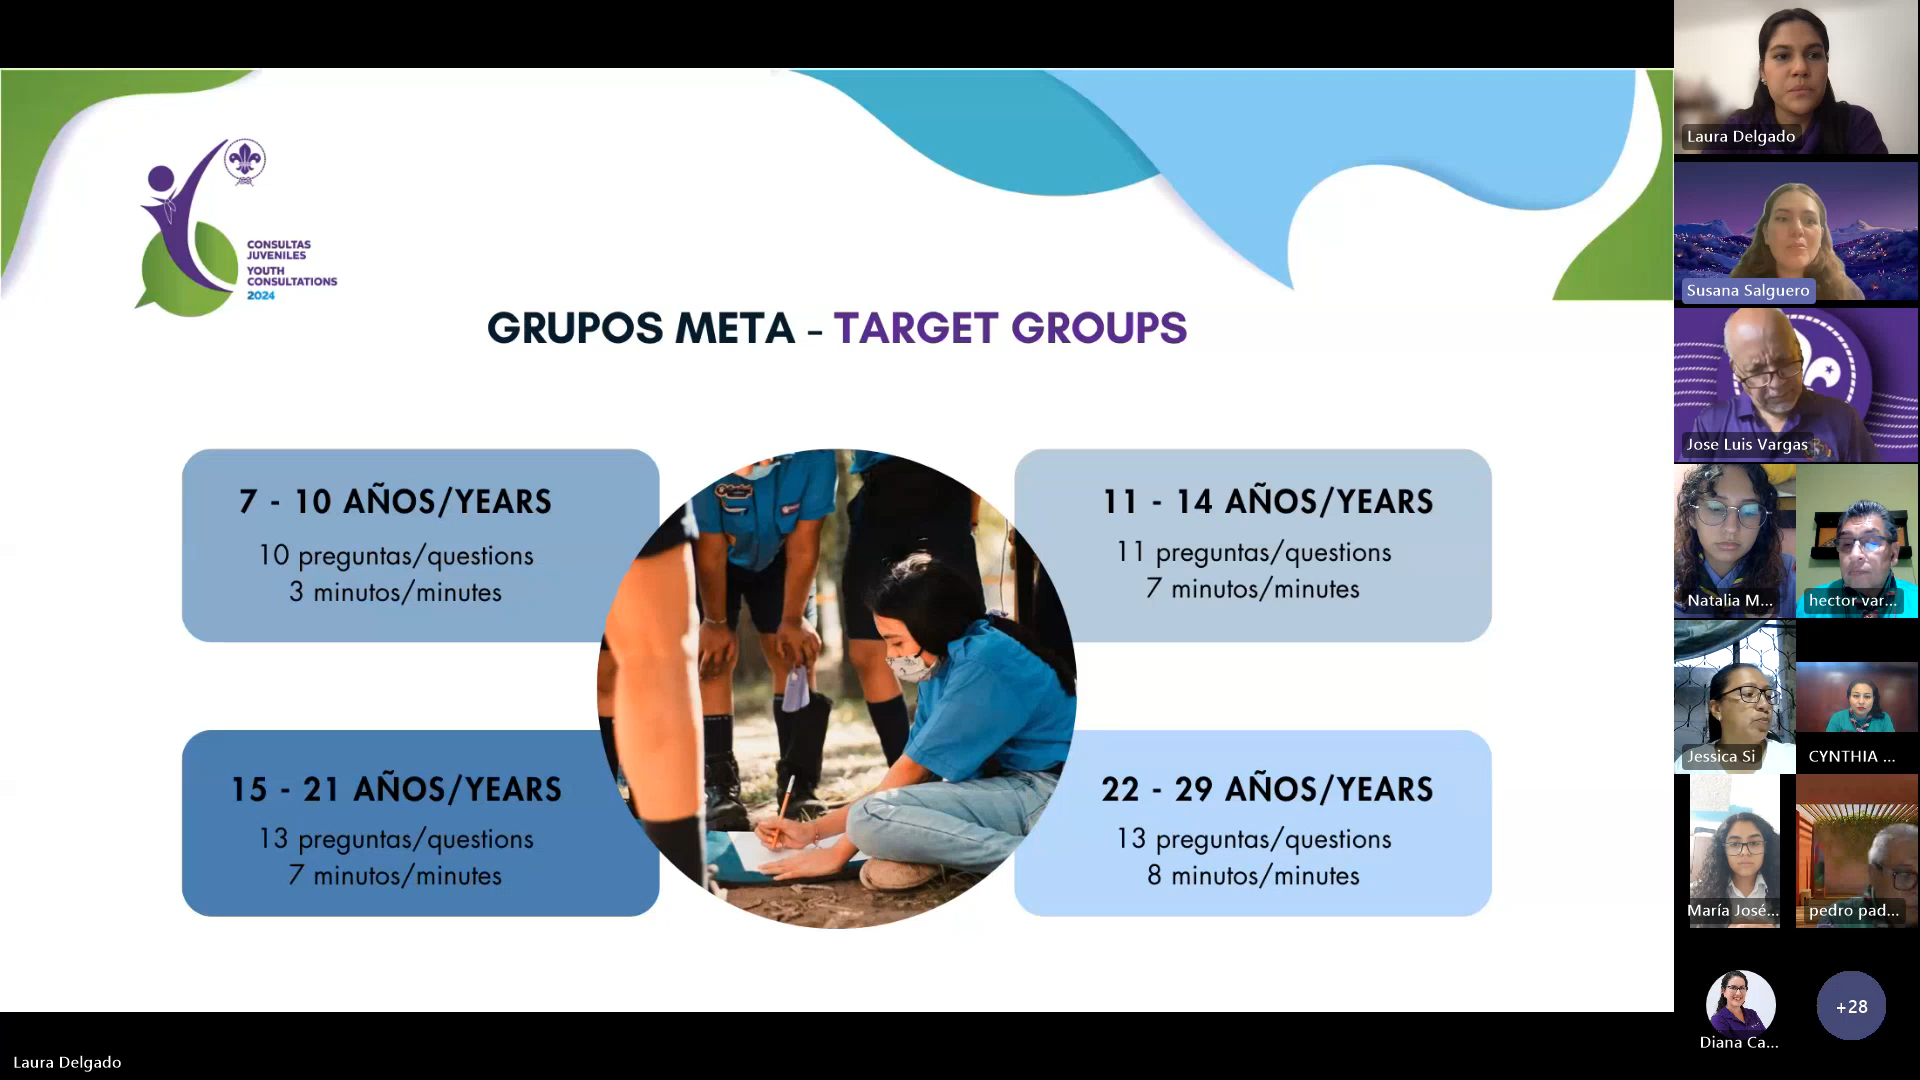 CONSULTAS
JUVENILES
YOUTH
CONSULTATIONS
2024
GRUPOS META - TARGET GROUPS
7 - 10 AÑOS/YEARS
10 preguntas/questions
3 minutos/minutes
11 - 14 AÑOS/YEARS
11 preguntas/questions
7 minutos/minutes
15 - 21 AÑOS/YEARS
13 preguntas/questions
7 minutos/minutes
22 - 29 AÑOS/YEARS
13 preguntas/questions
8 minutos/minutes
Laura Delgado
Susana Salguero
Jose Luis Vargas
Natalia M...
hector var...
Jessica Si
CYNTHIA ...
María José...
pedro pad...
Diana Ca...
+28
Laura Delgado